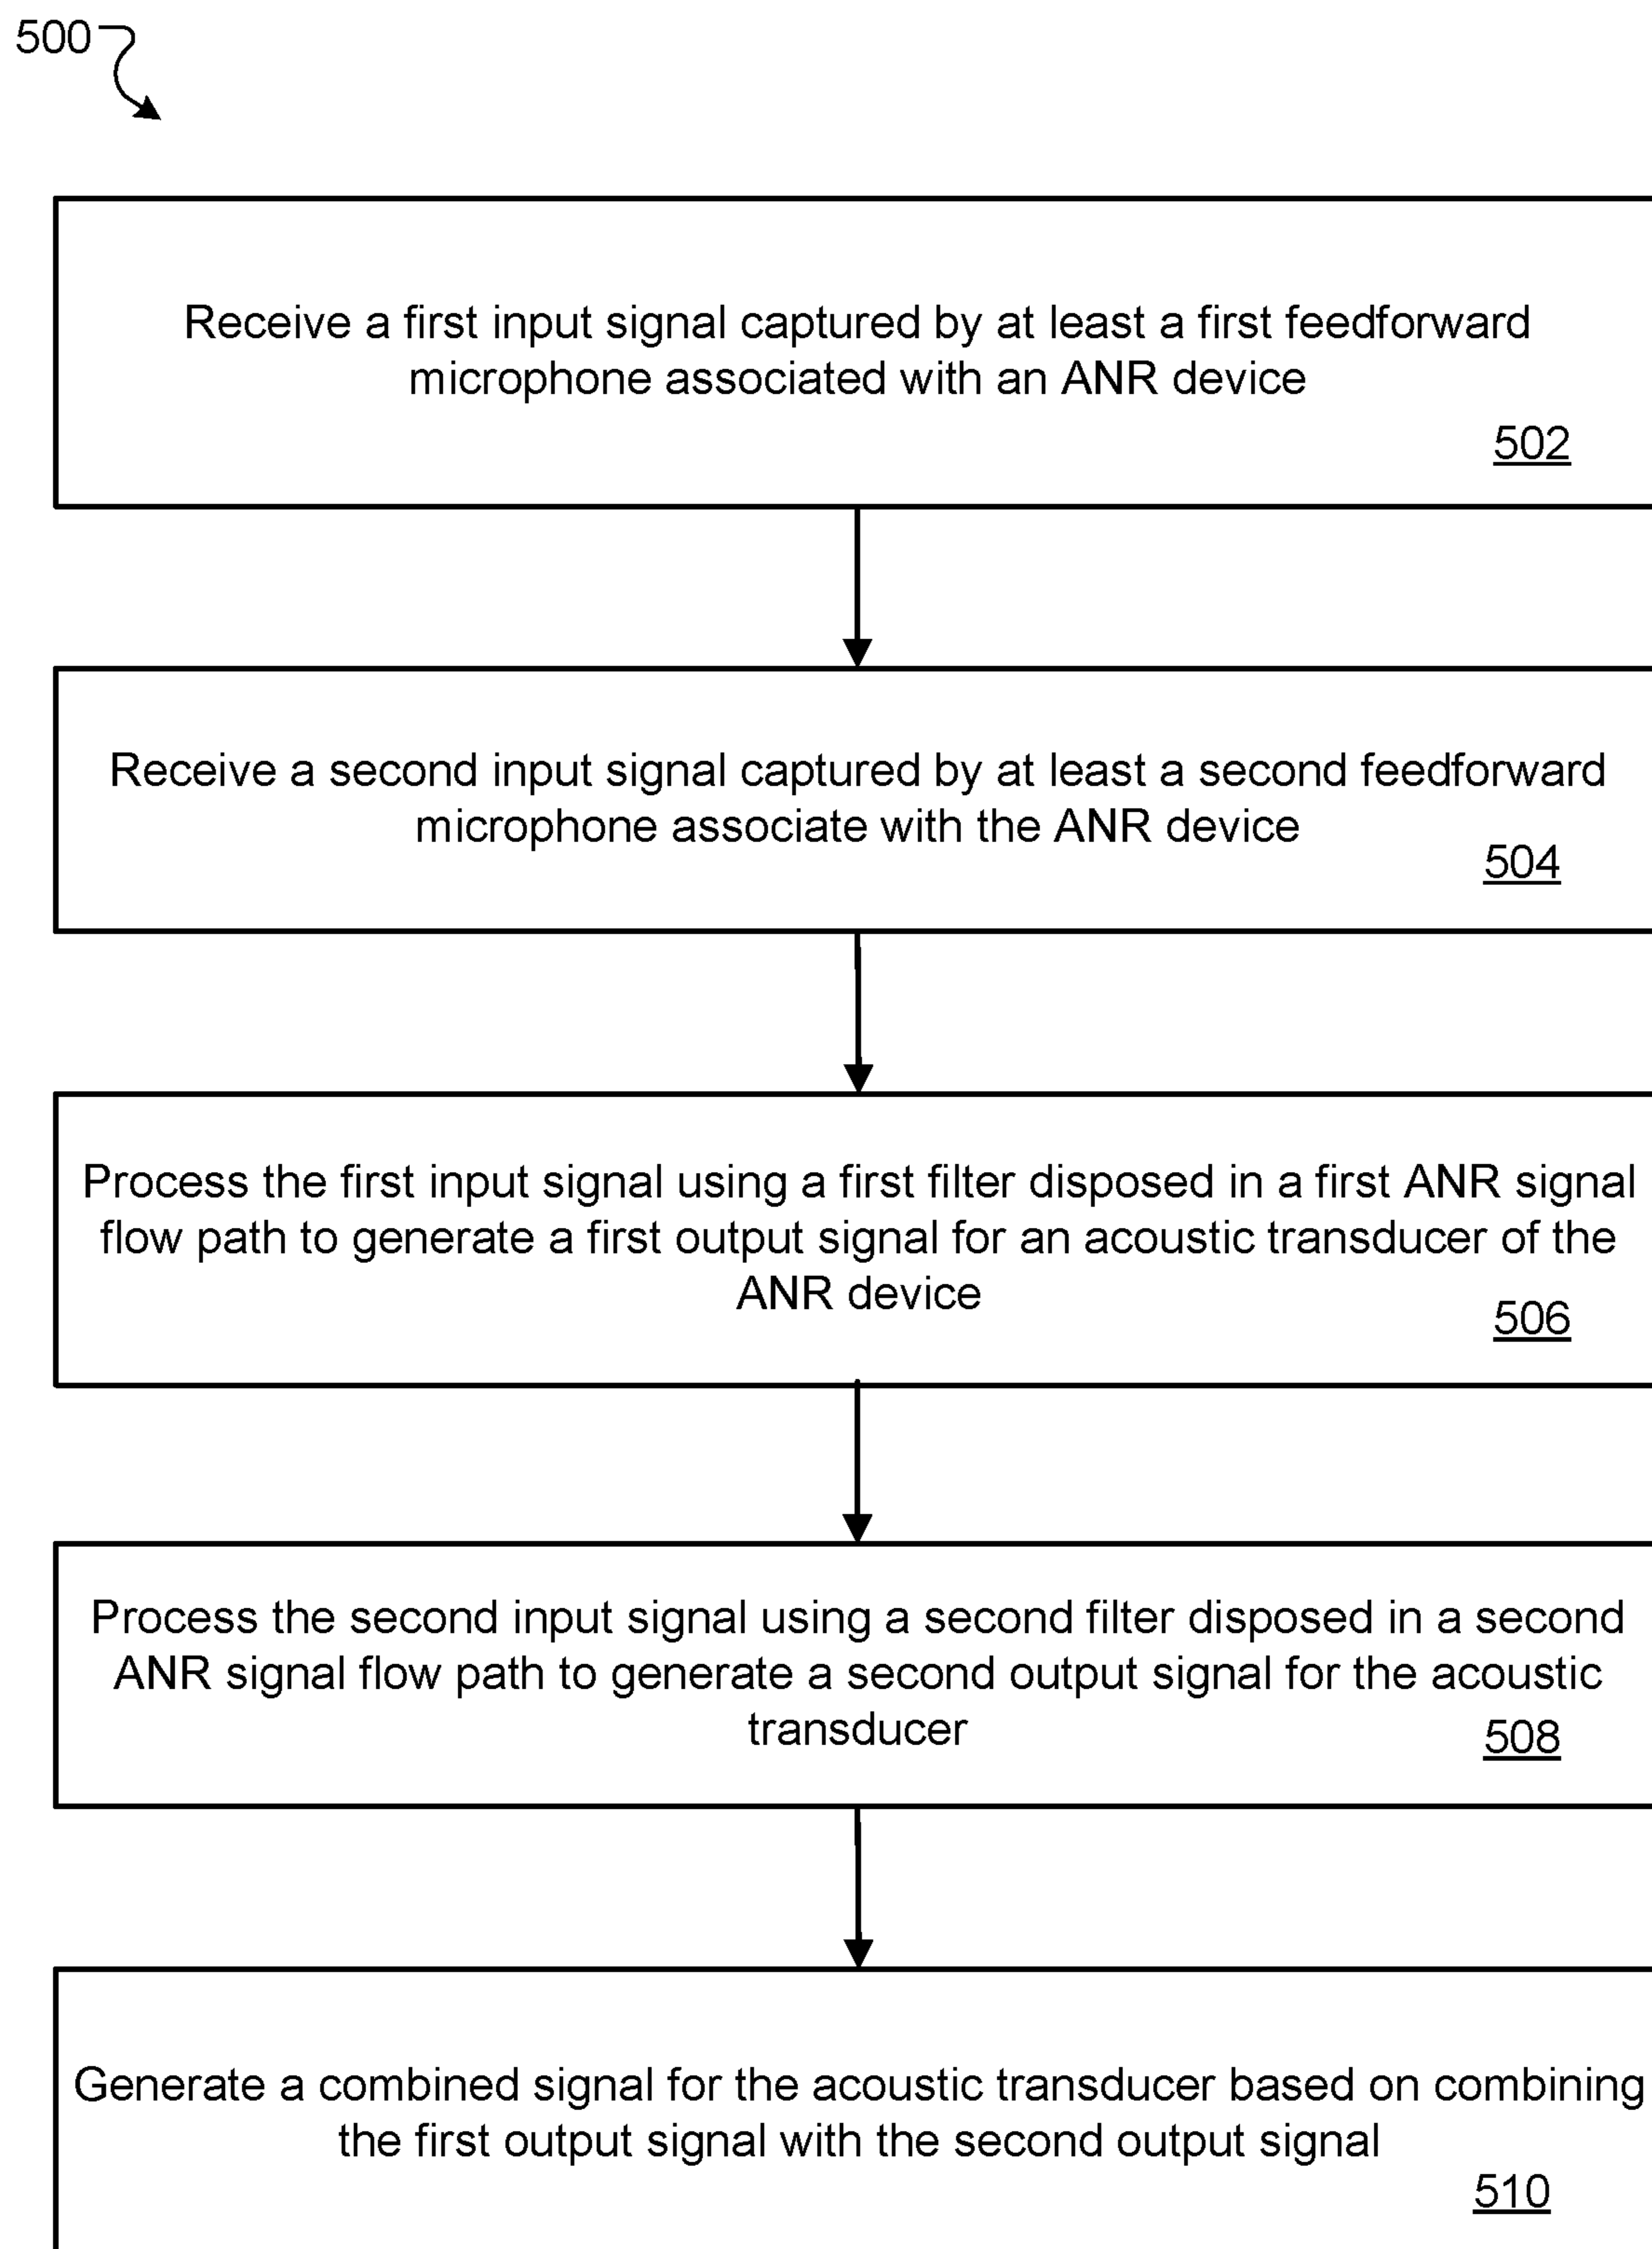 500
Receive a first input signal captured by at least a first feedforward
microphone associated with an ANR device
502
Receive a second input signal captured by at least a second feedforward
microphone associate with the ANR device
504
Process the first input signal using a first filter disposed in a first ANR signal
flow path to generate a first output signal for an acoustic transducer of the
ANR device
506
Process the second input signal using a second filter disposed in a second
ANR signal flow path to generate a second output signal for the acoustic
transducer
508
Generate a combined signal for the acoustic transducer based on combining
the first output signal with the second output signal
510